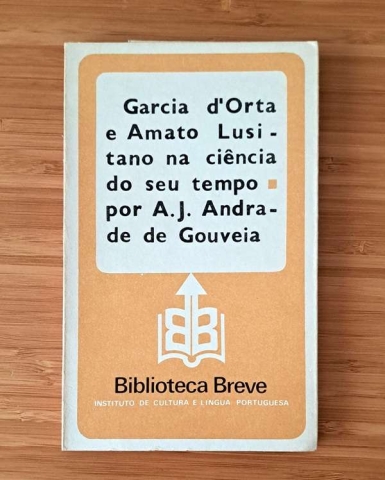 Garcia d'Orta
e Amato Lusi-
tano na ciência
do seu tempo ▪
por A.J. Andra-
de de Gouveia
BB
Biblioteca Breve
INSTITUTO DE CULTURA E LÍNGUA PORTUGUESA